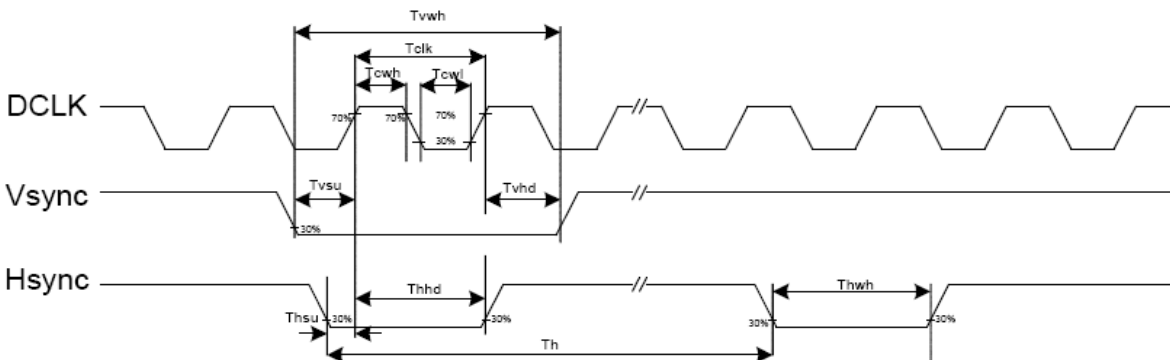 Tvwh
Tclk
Tcwh Tcwl
DCLK
70% 70% 70%
30%
Tvsu Tvhd
Vsync
30%
Hsync
Thhd Thwh
Thsu 30% 30% 30% 30%
Th